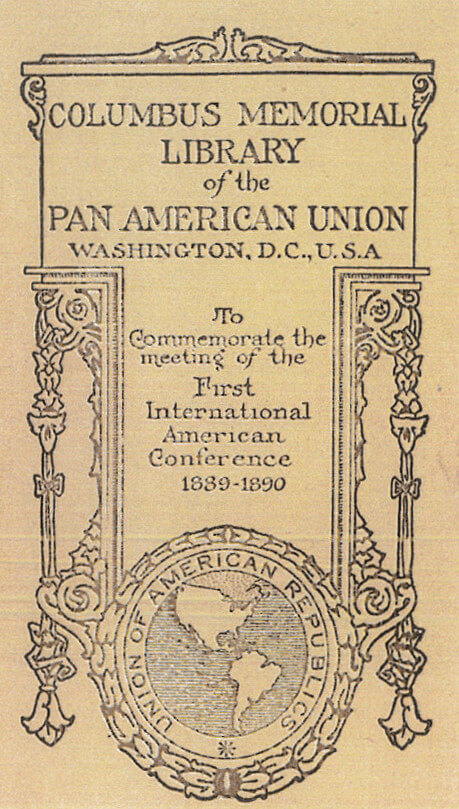 COLUMBUS MEMORIAL
LIBRARY
of the
PAN AMERICAN UNION
WASHINGTON, D.C., U.S.A
To
Commemorate the
meeting of the
First
International
American
Conference
1889-1890
UNION OF AMERICAN REPUBLICS